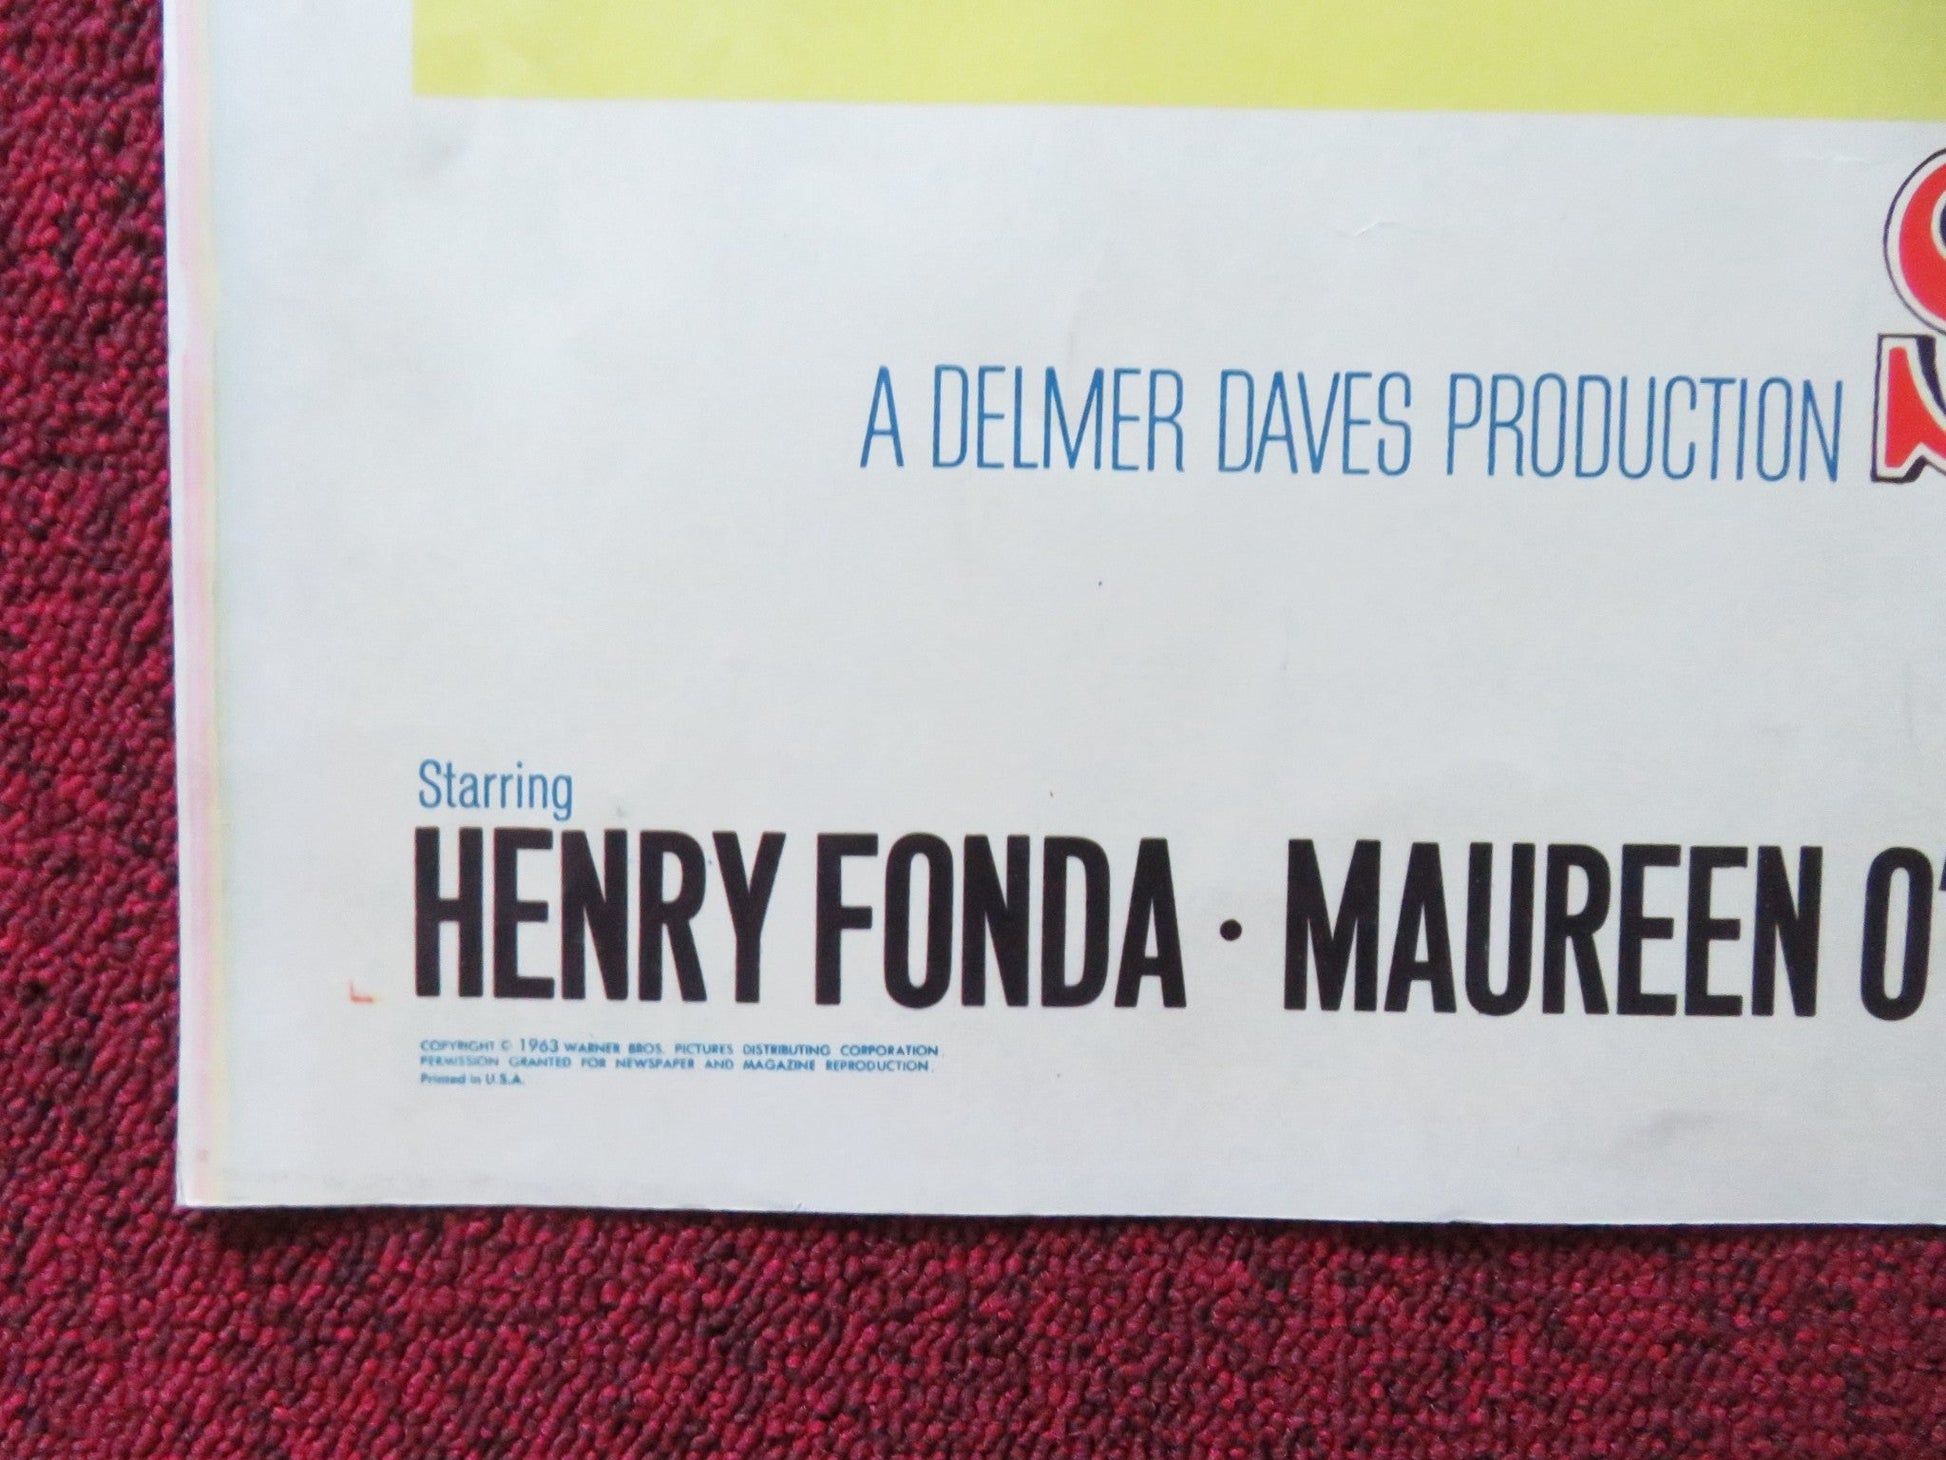 A DELMER DAVES PRODUCTION
Starring
HENRY FONDA · MAUREEN O'
COPYRIGHT © 1963 WARNER BROS. PICTURES DISTRIBUTING CORPORATION.
PERMISSION GRANTED FOR NEWSPAPER AND MAGAZINE REPRODUCTION.
Printed in U.S.A.